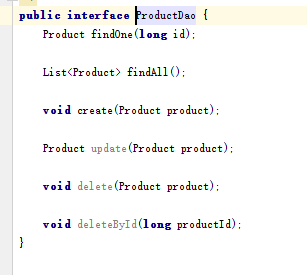 public interface ProductDao {
Product findOne(long id);
List<Product> findAll();
void create(Product product);
Product update(Product product);
void delete(Product product);
void deleteById(long productId);
}